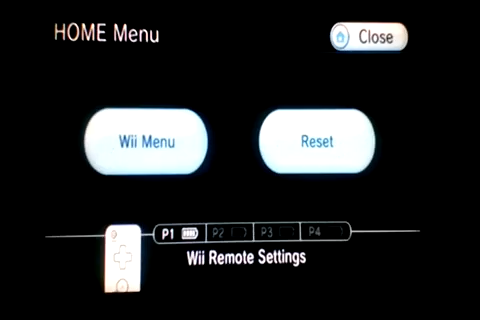 HOME Menu
Close
Wii Menu
Reset
P1 P2 P3 P4
Wii Remote Settings